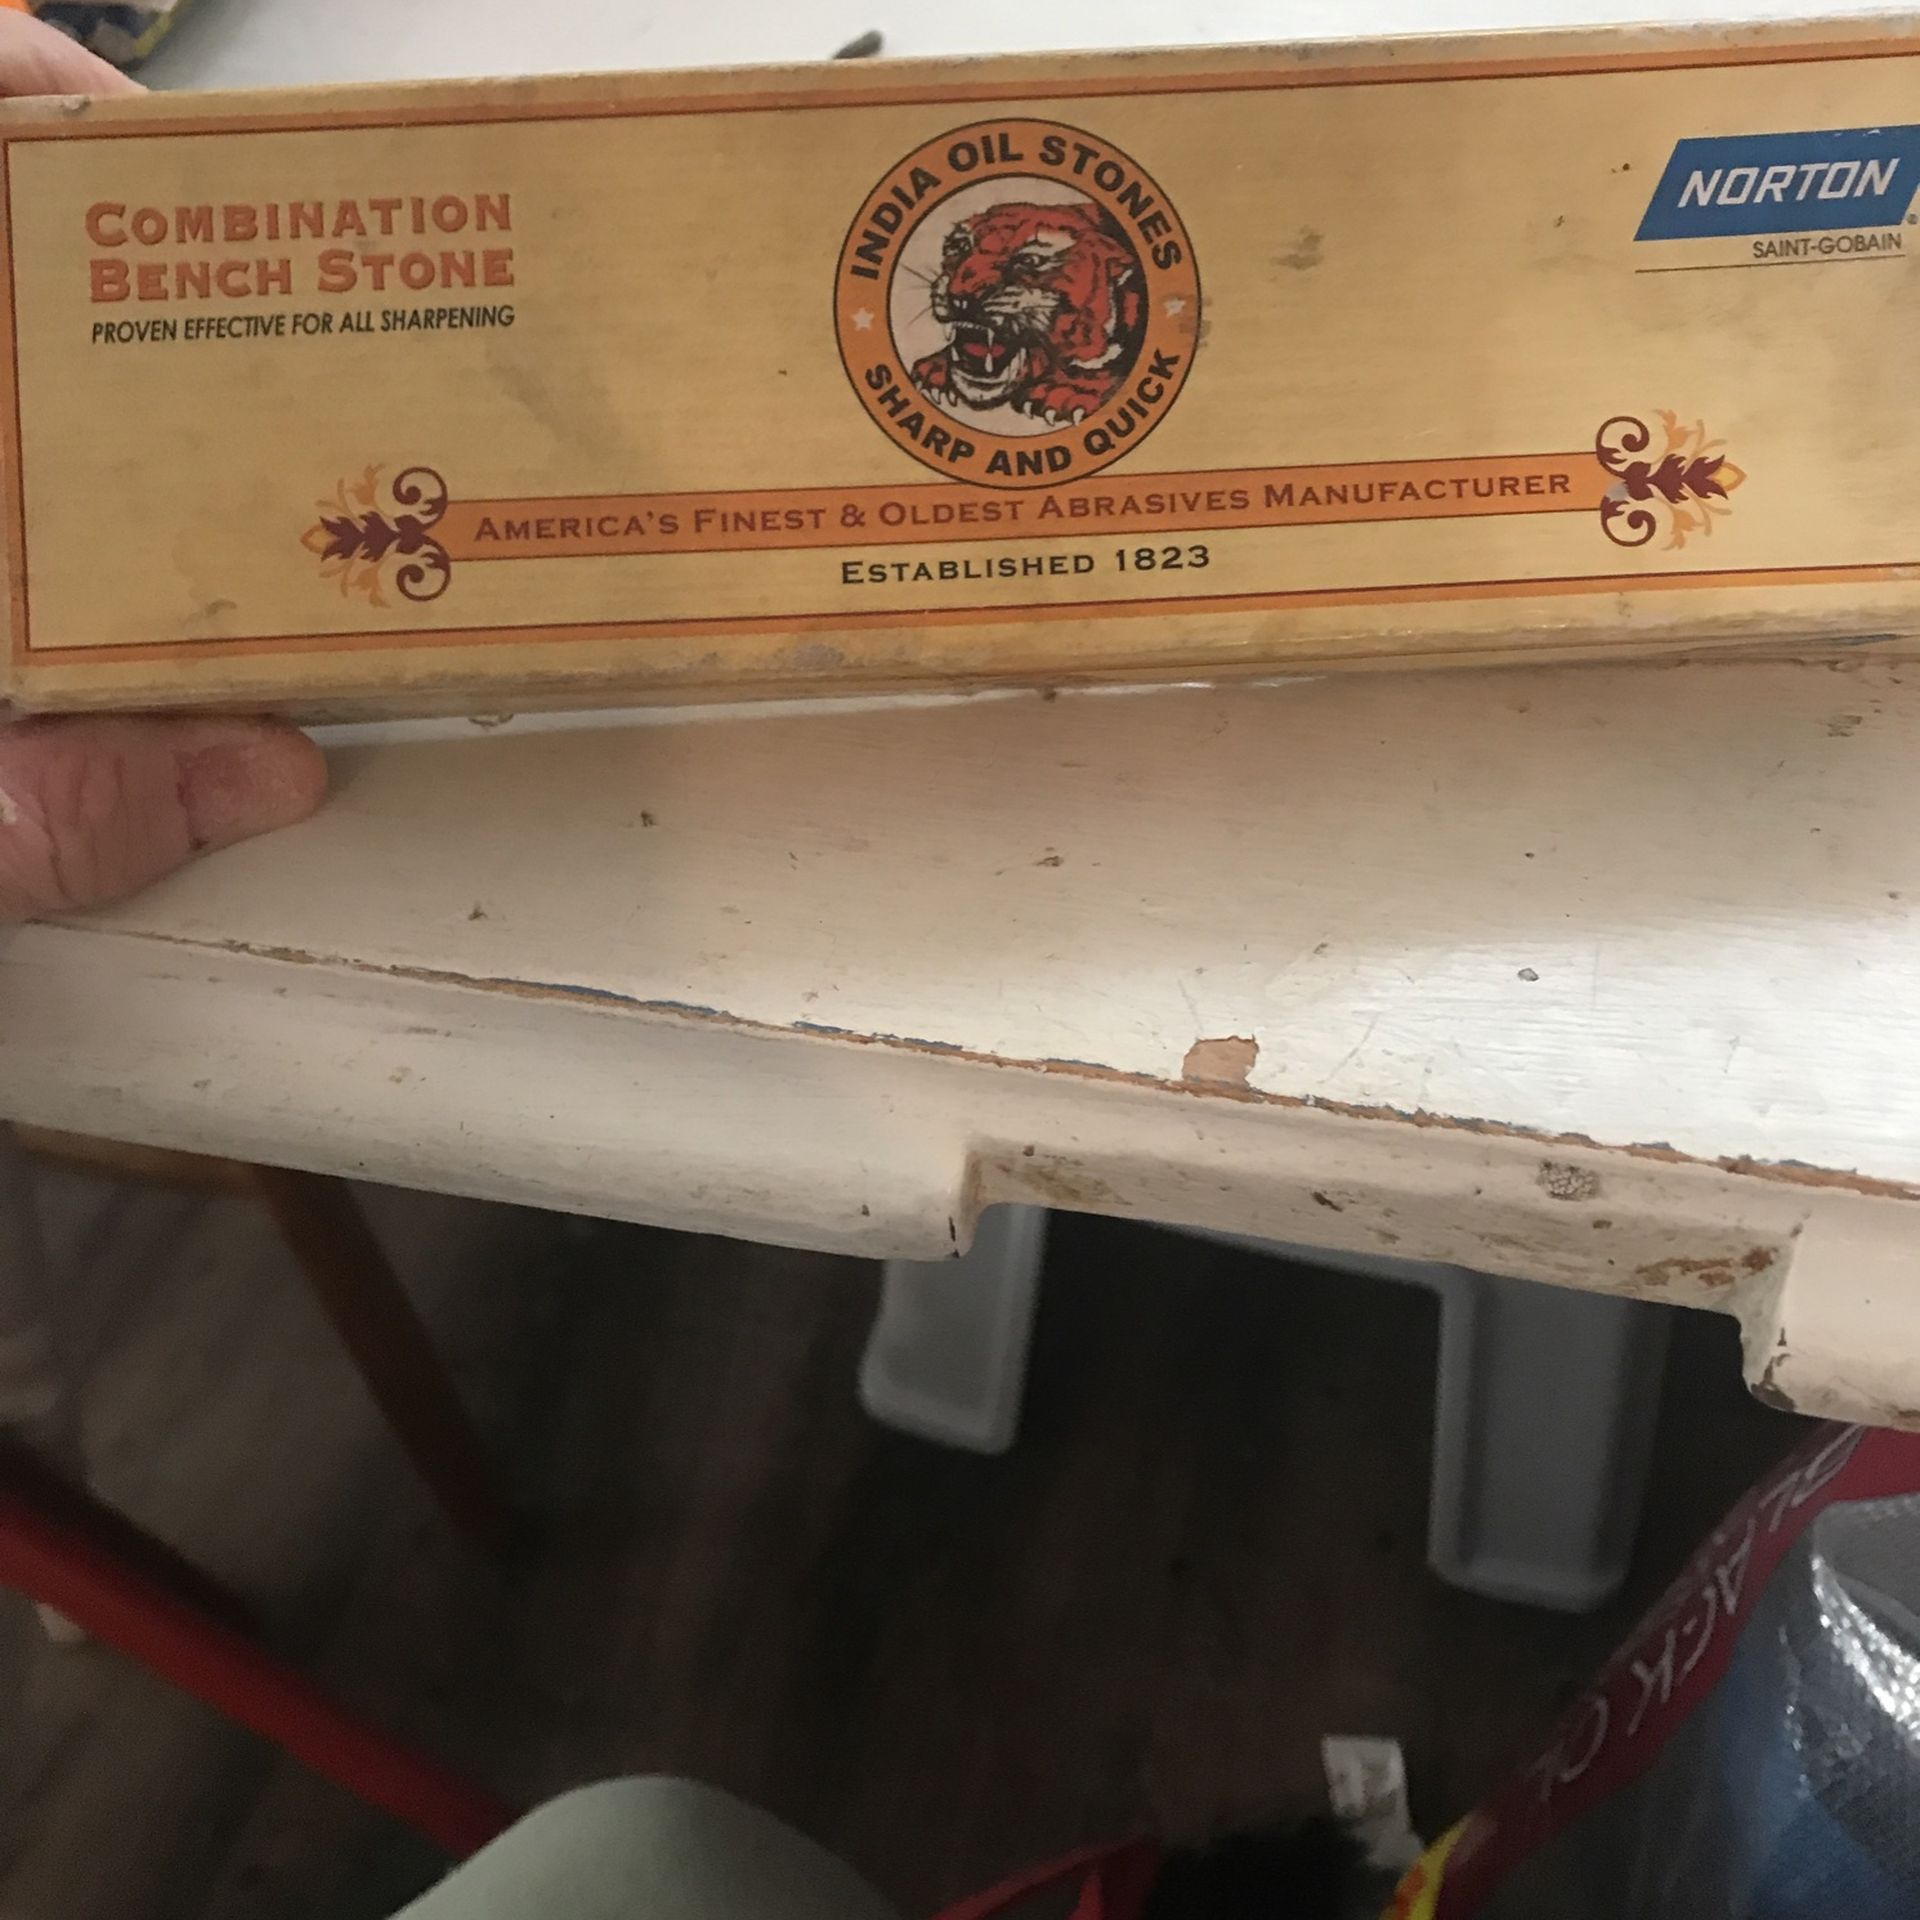 COMBINATION
BENCH STONE
PROVEN EFFECTIVE FOR ALL SHARPENING
INDIA OIL STONES
SHARP AND QUICK
NORTON
SAINT-GOBAIN
AMERICA'S FINEST & OLDEST ABRASIVES MANUFACTURER
ESTABLISHED 1823